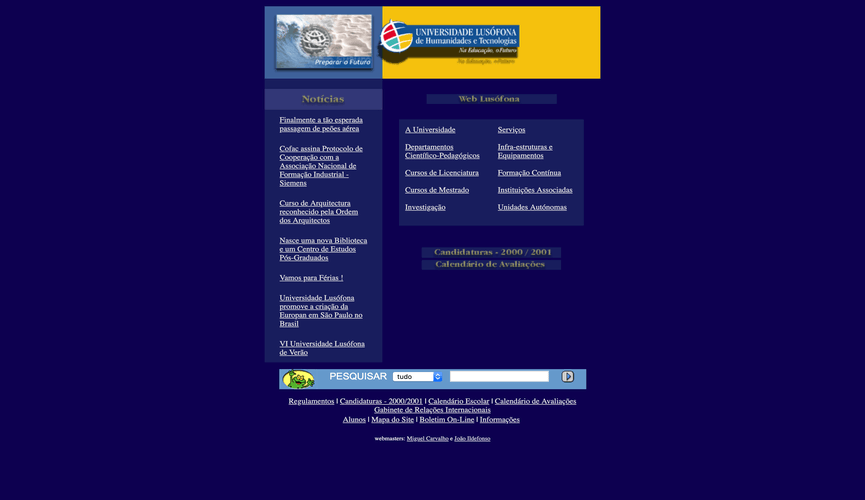 Preparar o Futuro
UNIVERSIDADE LUSÓFONA
de Humanidades e Tecnologias
Na Educação, o Futuro
Notícias
Finalmente a tão esperada
passagem de peões aérea
Cofac assina Protocolo de
Cooperação com a
Associação Nacional de
Formação Industrial -
Siemens
Curso de Arquitectura
reconhecido pela Ordem
dos Arquitectos
Nasce uma nova Biblioteca
e um Centro de Estudos
Pós-Graduados
Vamos para Férias !
Universidade Lusófona
promove a criação da
Europan em São Paulo no
Brasil
VI Universidade Lusófona
de Verão
Web Lusófona
A Universidade
Departamentos
Científico-Pedagógicos
Cursos de Licenciatura
Cursos de Mestrado
Investigação
Serviços
Infra-estruturas e
Equipamentos
Formação Contínua
Instituições Associadas
Unidades Autónomas
Candidaturas - 2000 / 2001
Calendário de Avaliações
PESQUISAR tudo
Regulamentos | Candidaturas - 2000/2001 | Calendário Escolar | Calendário de Avaliações
Gabinete de Relações Internacionais
Alunos | Mapa do Site | Boletim On-Line | Informações
webmasters: Miguel Carvalho e João Ildefonso